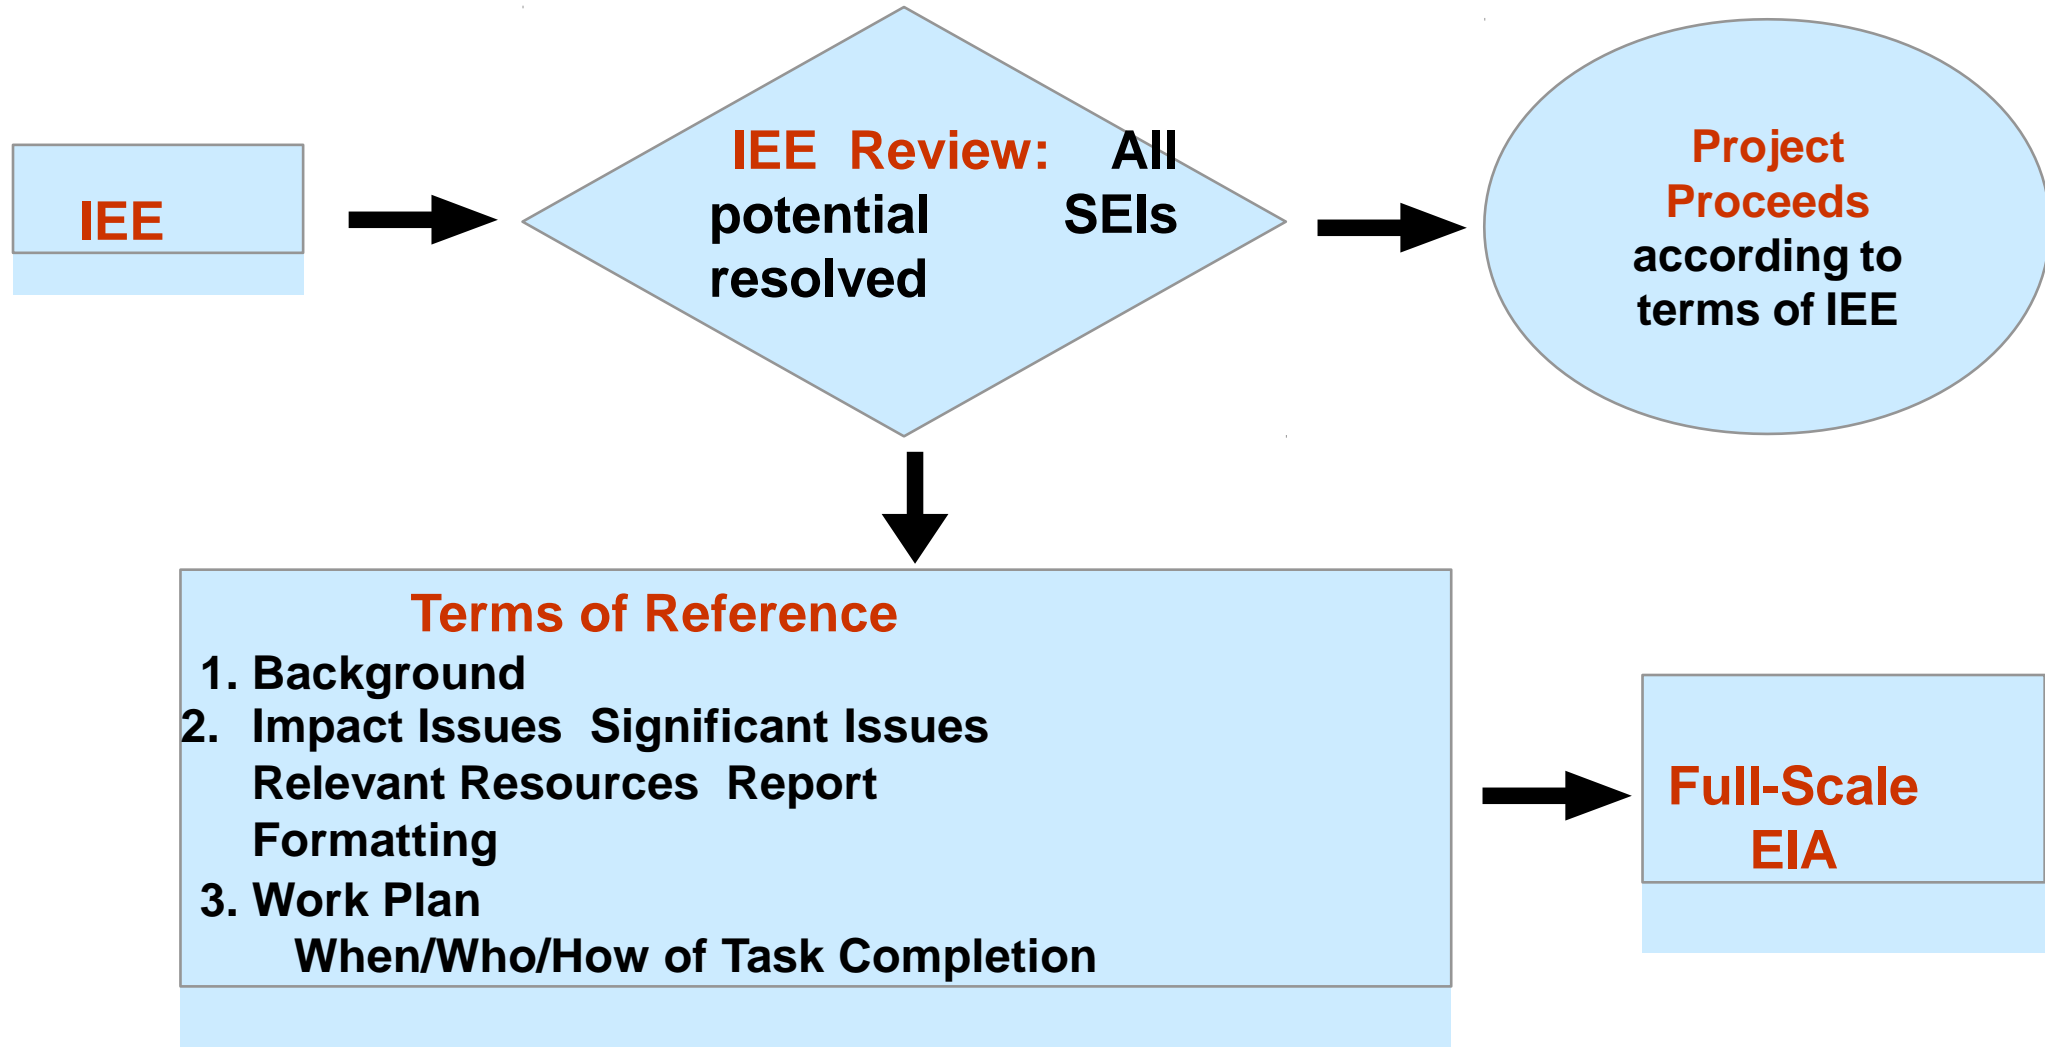 IEE
IEE Review: All
potential SEIs
resolved
Project
Proceeds
according to
terms of IEE
Terms of Reference
1. Background
2. Impact Issues Significant Issues
Relevant Resources Report
Formatting
3. Work Plan
When/Who/How of Task Completion
Full-Scale
EIA